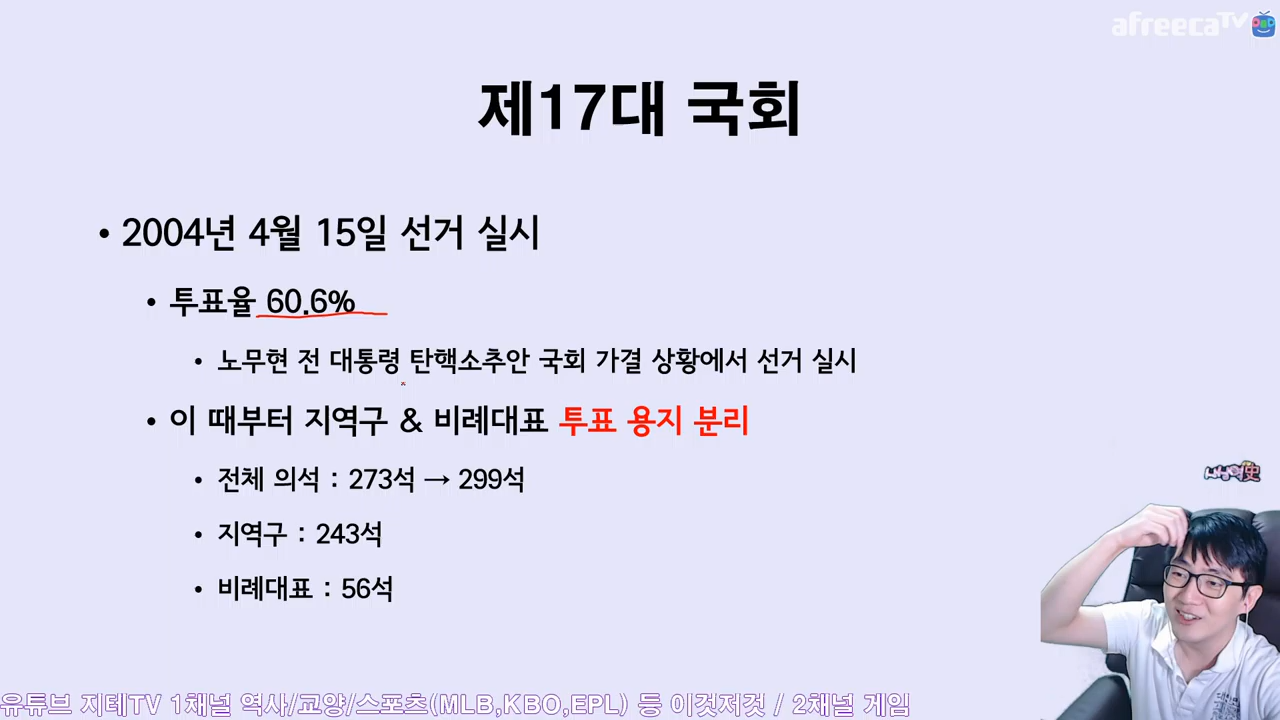 afreecaTV
제17대 국회
• 2004년 4월 15일 선거 실시
• 투표율 60.6%
• 노무현 전 대통령 탄핵소추안 국회 가결 상황에서 선거 실시
• 이 때부터 지역구 & 비례대표 투표 용지 분리
• 전체 의석 : 273석 → 299석
• 지역구 : 243석
• 비례대표 : 56석
유튜브 지테TV 1채널 역사/교양/스포츠(MLB,KBO,EPL) 등 이것저것 / 2채널 게임